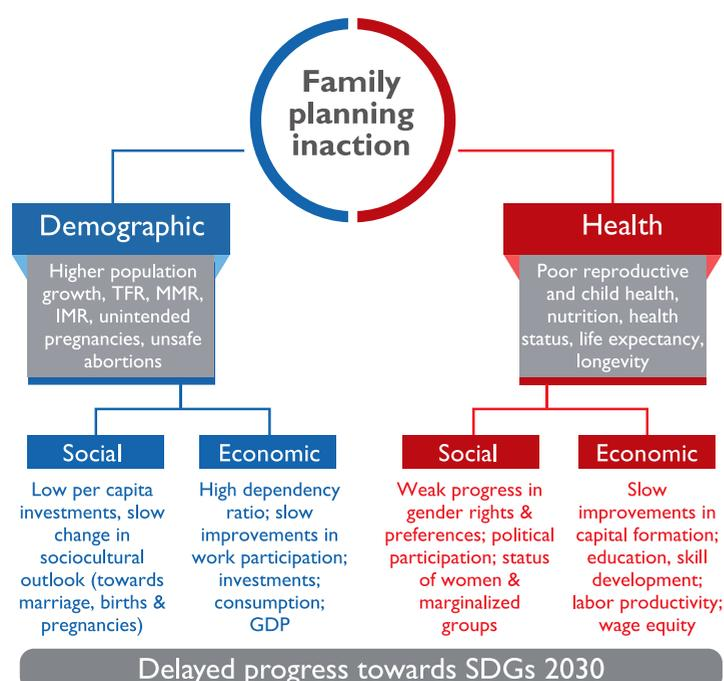 Family
planning
inaction
Demographic
Higher population
growth, TFR, MMR,
IMR, unintended
pregnancies, unsafe
abortions
Health
Poor reproductive
and child health,
nutrition, health
status, life expectancy,
longevity
Social
Low per capita
investments, slow
change in
sociocultural
outlook (towards
marriage, births &
pregnancies)
Economic
High dependency
ratio; slow
improvements in
work participation;
investments;
consumption;
GDP
Social
Weak progress in
gender rights &
preferences; political
participation; status
of women &
marginalized
groups
Economic
Slow
improvements in
capital formation;
education, skill
development;
labor productivity;
wage equity
Delayed progress towards SDGs 2030